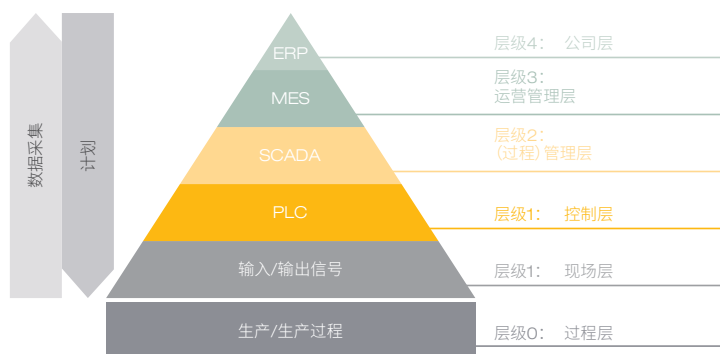 数据采集
计划
ERP
层级4： 公司层
MES
层级3：
运营管理层
SCADA
层级2：
(过程)管理层
PLC
层级1： 控制层
输入/输出信号
层级1： 现场层
生产/生产过程
层级0： 过程层